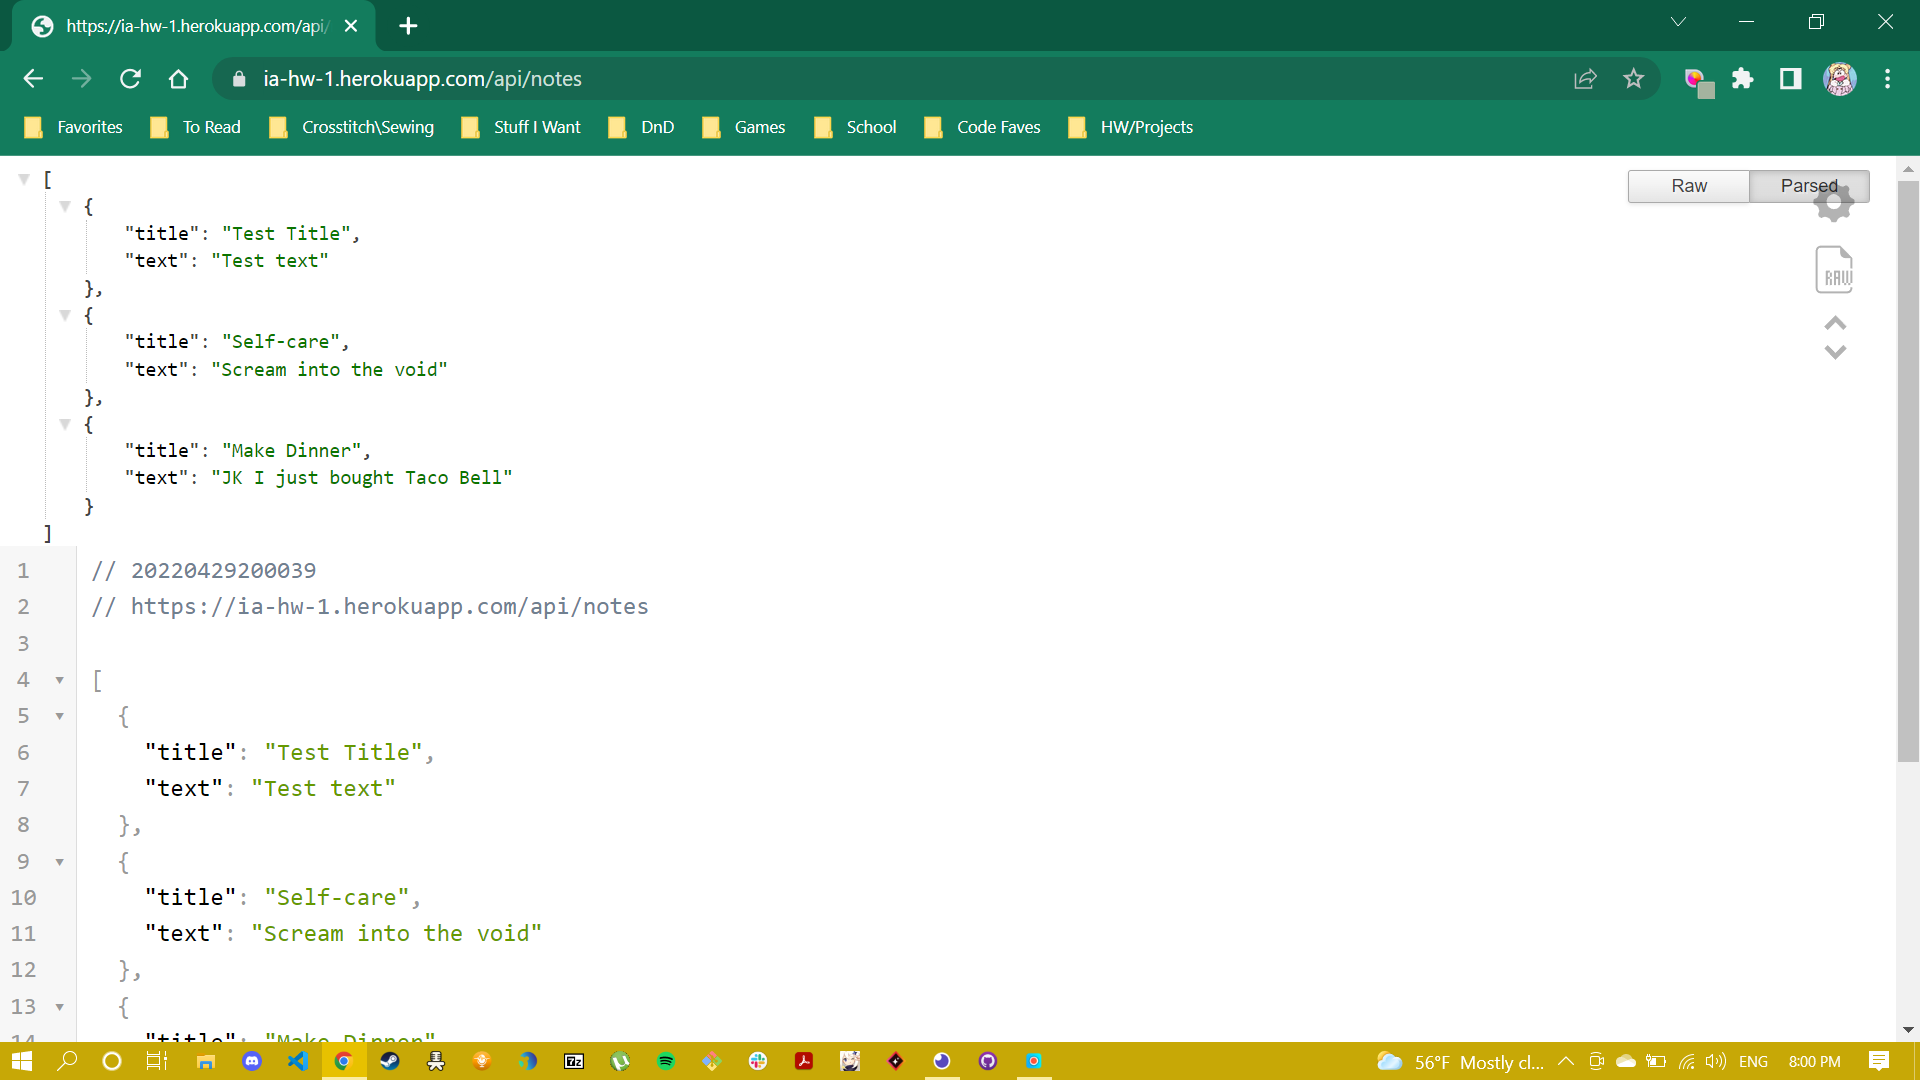 https://ia-hw-1.herokuapp.com/api/
ia-hw-1.herokuapp.com/api/notes
Favorites To Read Crosstitch\Sewing Stuff I Want DnD Games School Code Faves HW/Projects
Raw Parsed
RAW
[
{
"title": "Test Title",
"text": "Test text"
},
{
"title": "Self-care",
"text": "Scream into the void"
},
{
"title": "Make Dinner",
"text": "JK I just bought Taco Bell"
}
]
1 // 20220429200039
2 // https://ia-hw-1.herokuapp.com/api/notes
3
4 [
5 {
6 "title": "Test Title",
7 "text": "Test text"
8 },
9 {
10 "title": "Self-care",
11 "text": "Scream into the void"
12 },
13 {
14 "title": "Make Dinner"
7z 56°F Mostly cl... ENG 8:00 PM